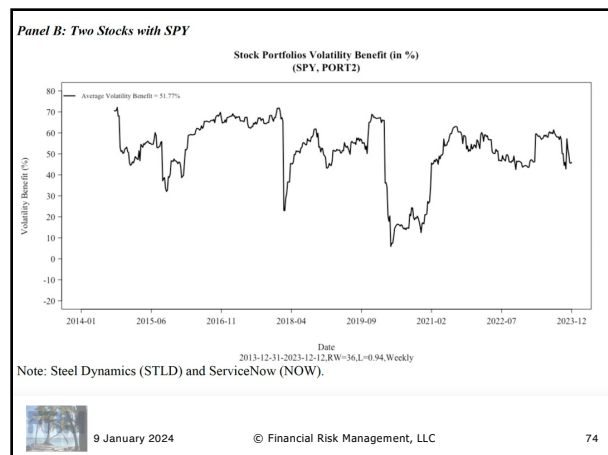 Panel B: Two Stocks with SPY
Stock Portfolios Volatility Benefit (in %)
(SPY, PORT2)
Average Volatility Benefit = 51.77%
Volatility Benefit (%)
80
70
60
50
40
30
20
10
0
-10
-20
2014-01 2015-06 2016-11 2018-04 2019-09 2021-02 2022-07 2023-12
Date
2013-12-31-2023-12-12,RW=36,L=0.94,Weekly
Note: Steel Dynamics (STLD) and ServiceNow (NOW).
9 January 2024 © Financial Risk Management, LLC 74